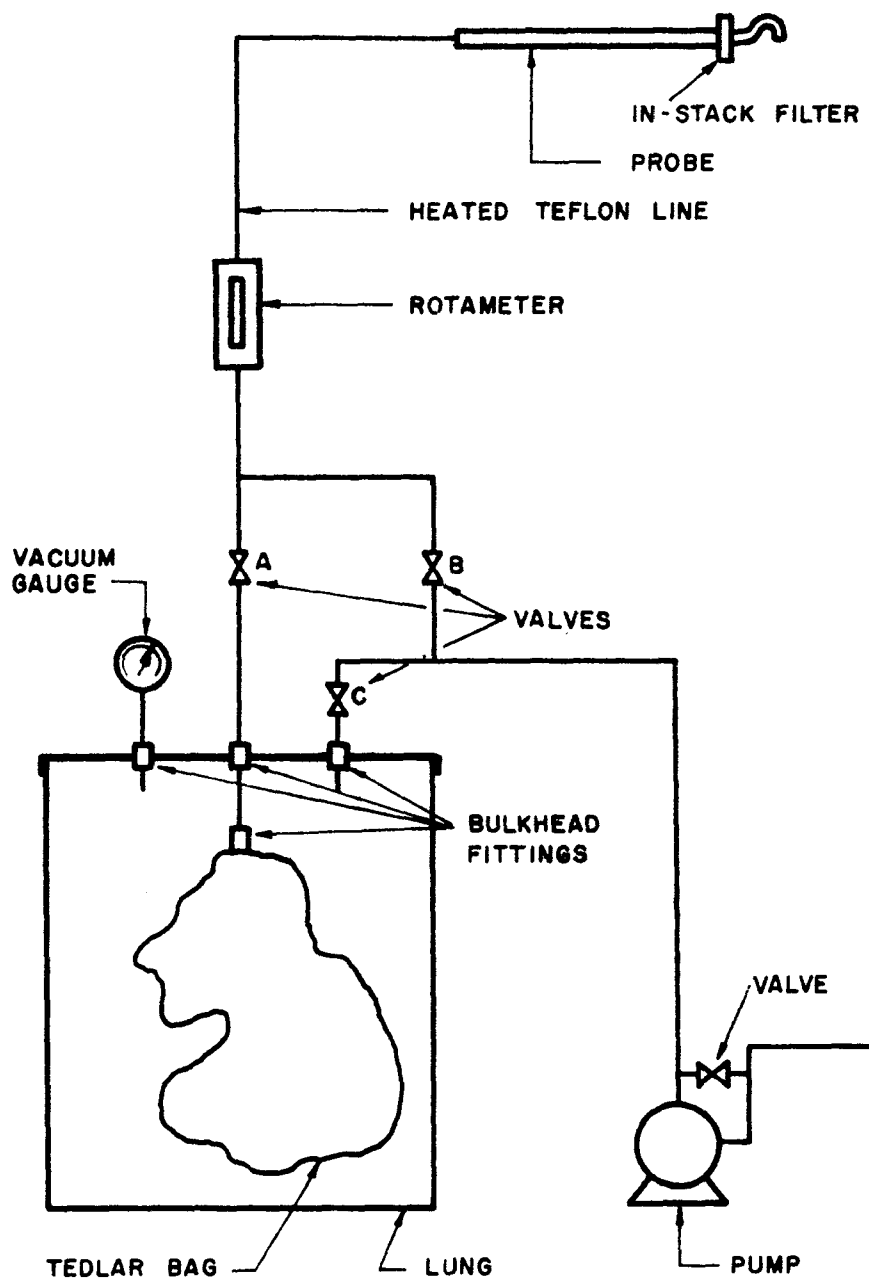 IN-STACK FILTER
PROBE
HEATED TEFLON LINE
ROTAMETER
A
B
VACUUM
GAUGE
VALVES
C
BULKHEAD
FITTINGS
VALVE
TEDLAR BAG
LUNG
PUMP